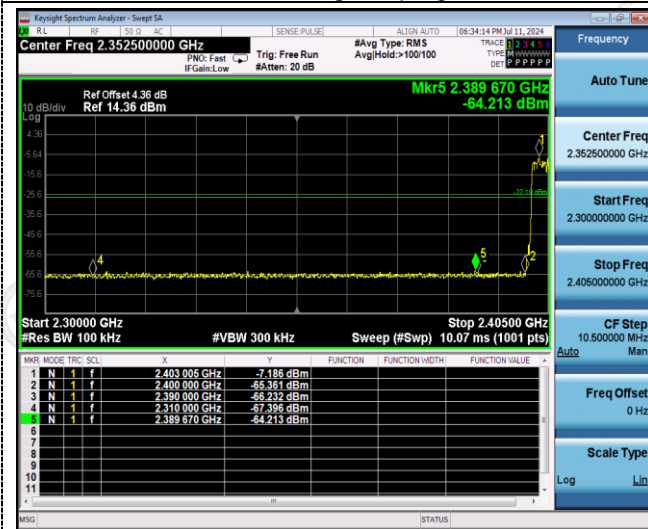 Keysight Spectrum Analyzer - Swept SA
RL RF 50 Ω AC SENSE:PULSE ALIGN AUTO 06:34:14 PM Jul 11, 2024
Center Freq 2.352500000 GHz
PNO: Fast
IFGain:Low
Trig: Free Run
#Atten: 20 dB
#Avg Type: RMS
Avg|Hold:>100/100
TRACE 1 2 3 4 5 6
TYPE M WWWWW
DET P P P P P P
Ref Offset 4.36 dB
10 dB/div Ref 14.36 dBm
Log
Mkr5 2.389 670 GHz
-64.213 dBm
4.36
-5.64
-15.6
-25.6
-35.6
-45.6
-55.6
-65.6
-75.6
-27.19 dBm
1
4
5
2
Start 2.30000 GHz Stop 2.40500 GHz
#Res BW 100 kHz #VBW 300 kHz Sweep (#Swp) 10.07 ms (1001 pts)
MKR MODE TRC SCL X Y FUNCTION FUNCTION WIDTH FUNCTION VALUE
1 N 1 f 2.403 005 GHz -7.186 dBm
2 N 1 f 2.400 000 GHz -65.361 dBm
3 N 1 f 2.390 000 GHz -66.232 dBm
4 N 1 f 2.310 000 GHz -67.396 dBm
5 N 1 f 2.389 670 GHz -64.213 dBm
6
7
8
9
10
11
MSG STATUS
Frequency
Auto Tune
Center Freq
2.352500000 GHz
Start Freq
2.300000000 GHz
Stop Freq
2.405000000 GHz
CF Step
10.500000 MHz
Auto Man
Freq Offset
0 Hz
Scale Type
Log Lin